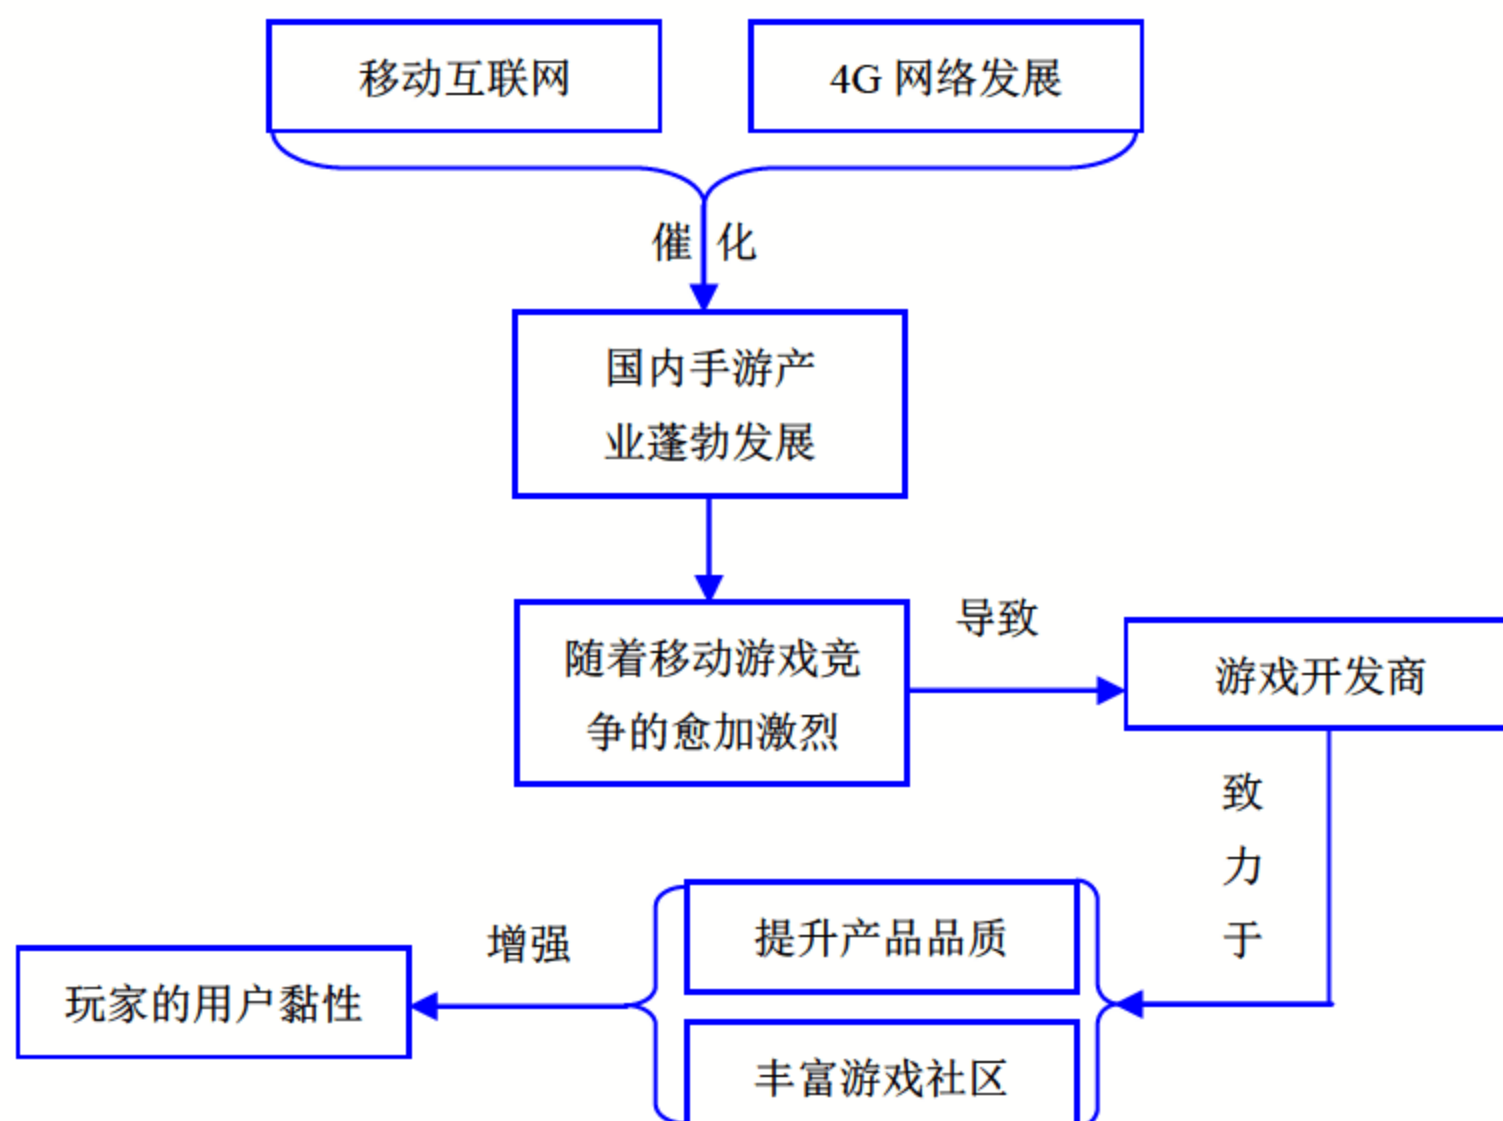 移动互联网
4G 网络发展
催 化
国内手游产
业蓬勃发展
随着移动游戏竞
争的愈加激烈
导致
游戏开发商
致
力
于
提升产品品质
丰富游戏社区
增强
玩家的用户黏性